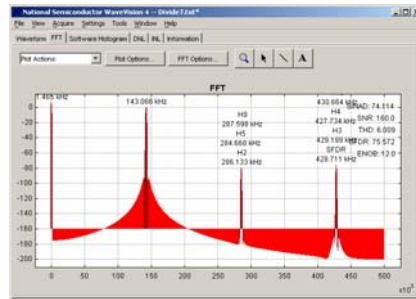 National Semiconductor WaveVision 4 -- Divide7.txt*
File View Acquire Settings Tools Window Help
Waveform FFT Software Histogram DNL INL Information
Plot Actions: Plot Options... FFT Options... A
FFT
1.465 kHz
143.066 kHz
H9
287.598 kHz
H5
284.668 kHz
H2
286.133 kHz
430.664 kHz
H4
427.734 kHz
H3
429.199 kHz
SFDR
428.711 kHz
SINAD: 74.114
SNR: 160.0
THD: 6.009
SFDR: 75.572
ENOB: 12.0
0
-20
-40
-60
-80
-100
-120
-140
-160
-180
-200
0 50 100 150 200 250 300 350 400 450 500